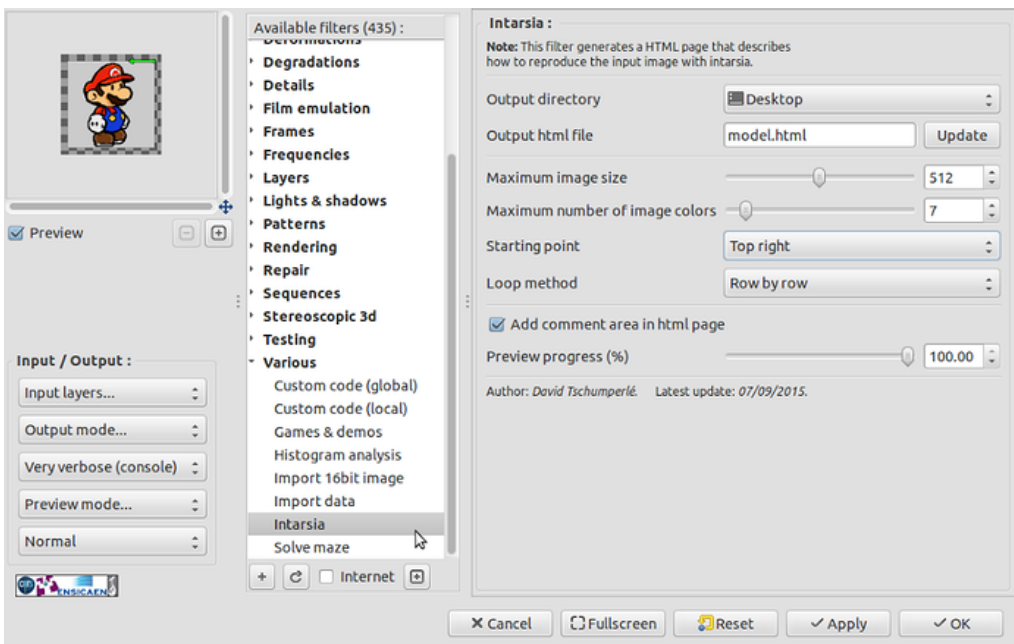 Preview
Input / Output :
Input layers...
Output mode...
Very verbose (console)
Preview mode...
Normal
ENSICAEN
Available filters (435) :
Deformations
Degradations
Details
Film emulation
Frames
Frequencies
Layers
Lights & shadows
Patterns
Rendering
Repair
Sequences
Stereoscopic 3d
Testing
Various
Custom code (global)
Custom code (local)
Games & demos
Histogram analysis
Import 16bit image
Import data
Intarsia
Solve maze
Internet
Intarsia :
Note: This filter generates a HTML page that describes
how to reproduce the input image with intarsia.
Output directory Desktop
Output html file model.html Update
Maximum image size 512
Maximum number of image colors 7
Starting point Top right
Loop method Row by row
Add comment area in html page
Preview progress (%) 100.00
Author: David Tschumperlé. Latest update: 07/09/2015.
Cancel Fullscreen Reset Apply OK